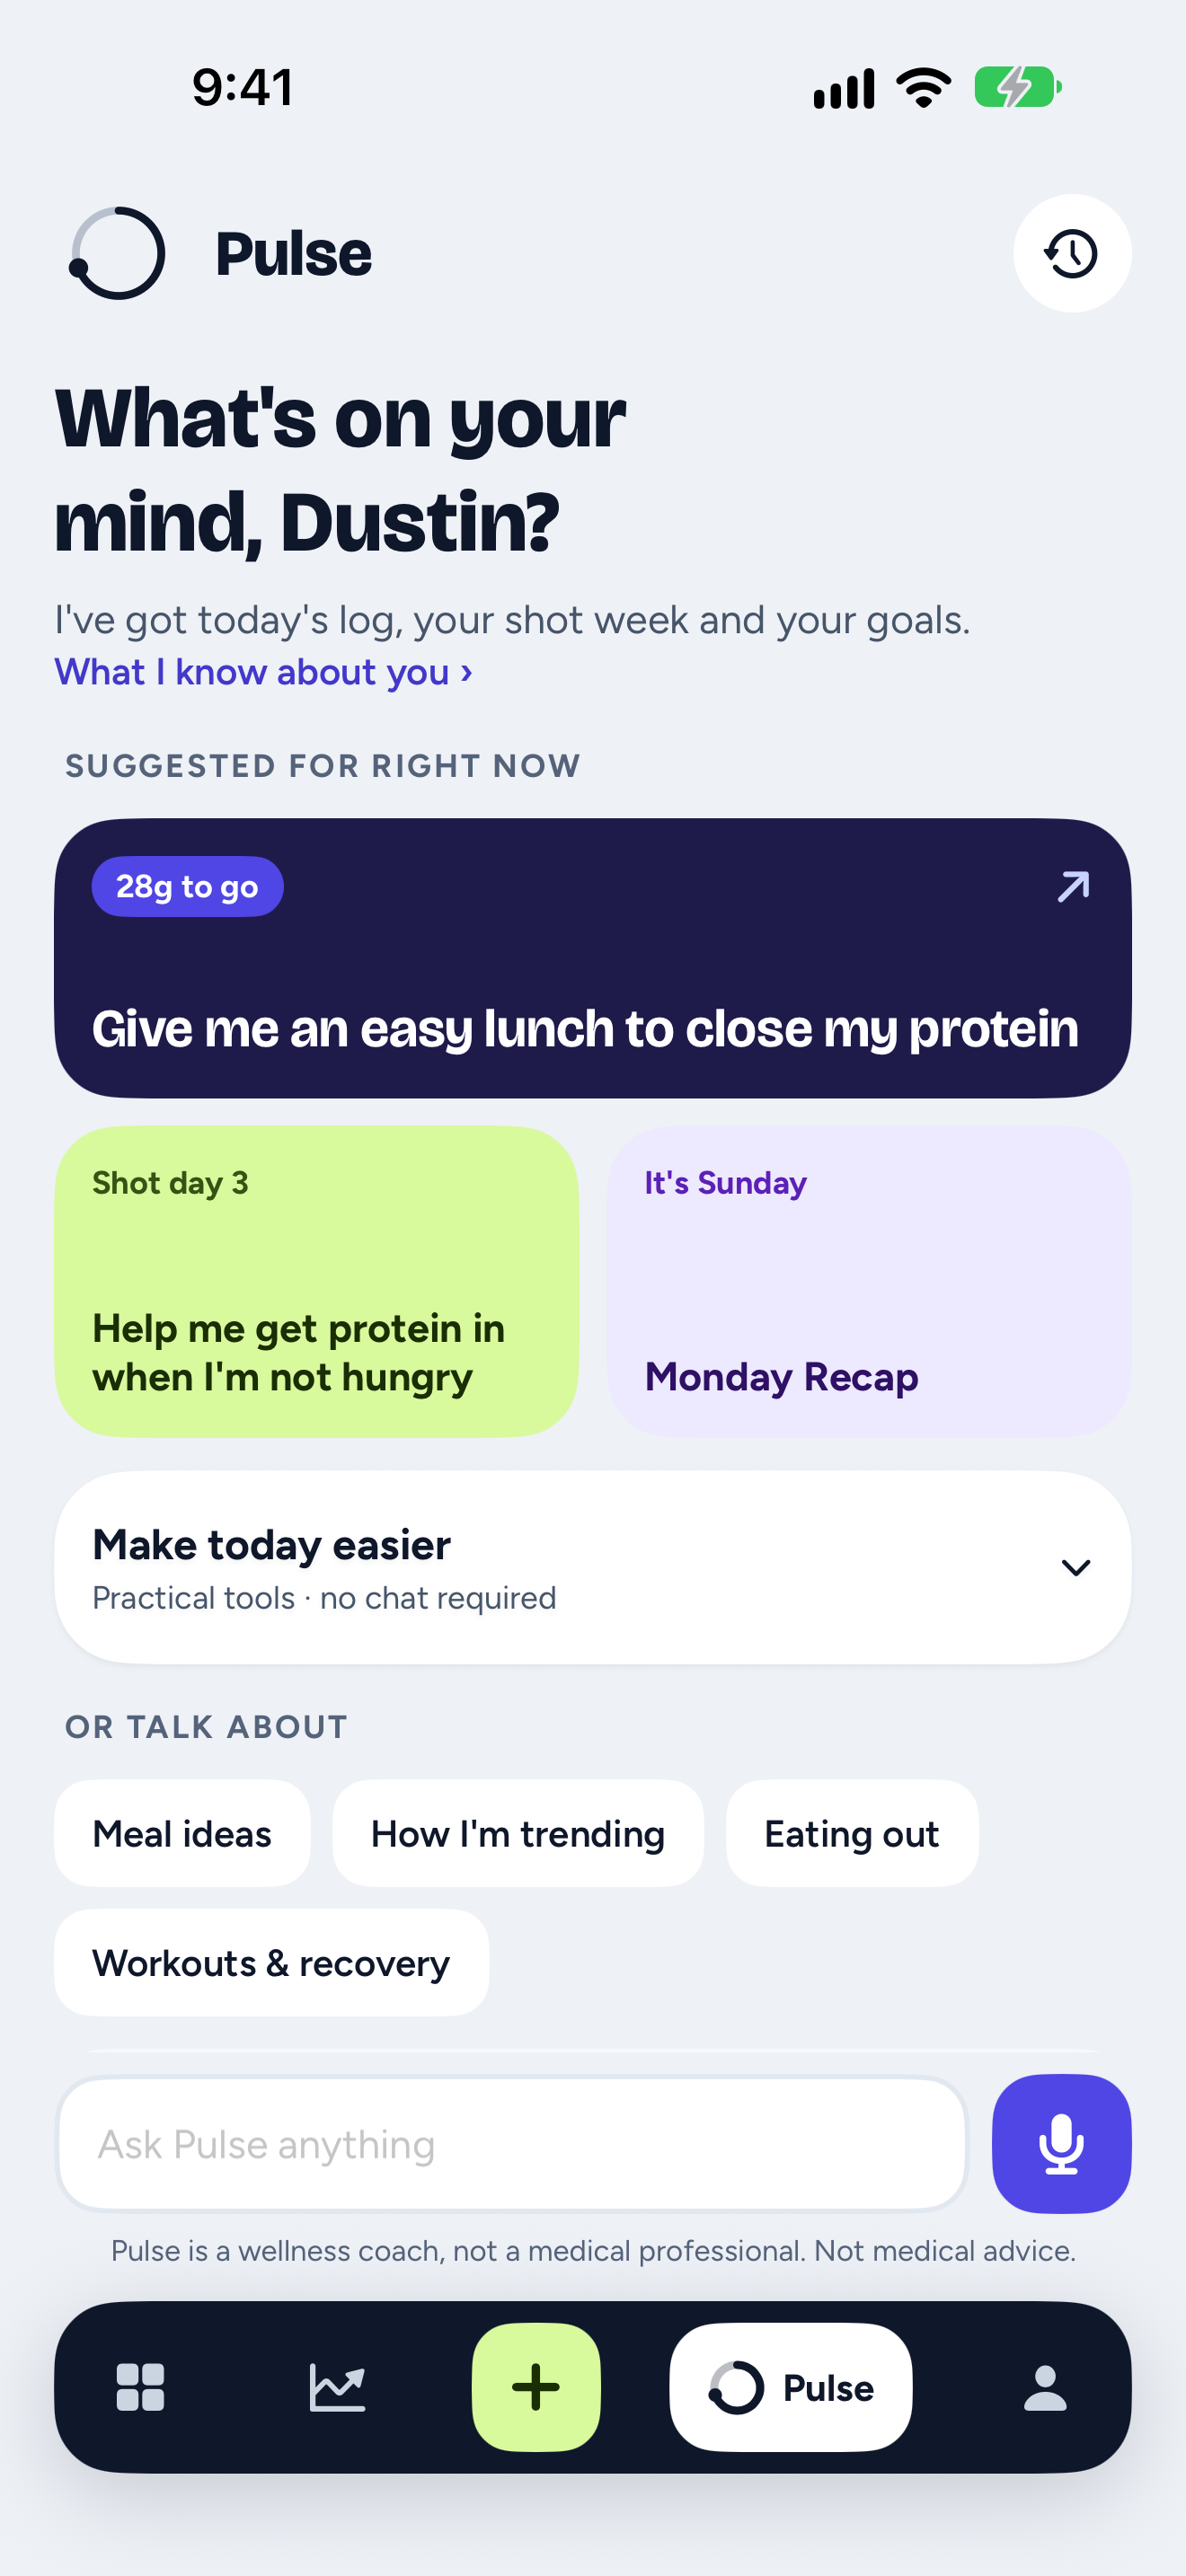 9:41
Pulse
What's on your
mind, Dustin?
I've got today's log, your shot week and your goals.
What I know about you ›
SUGGESTED FOR RIGHT NOW
28g to go
Give me an easy lunch to close my protein
Shot day 3
Help me get protein in
when I'm not hungry
It's Sunday
Monday Recap
Make today easier
Practical tools · no chat required
OR TALK ABOUT
Meal ideas
How I'm trending
Eating out
Workouts & recovery
Ask Pulse anything
Pulse is a wellness coach, not a medical professional. Not medical advice.
Pulse